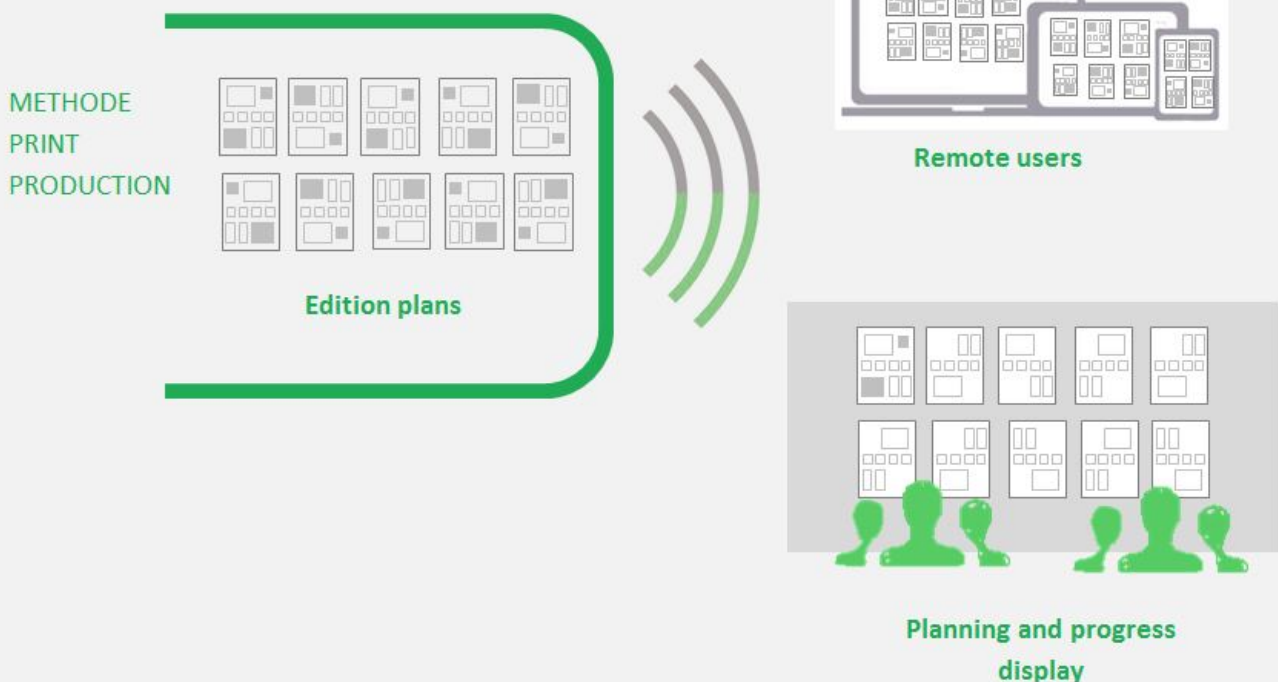 METHODE
PRINT
PRODUCTION
Edition plans
Remote users
Planning and progress
display